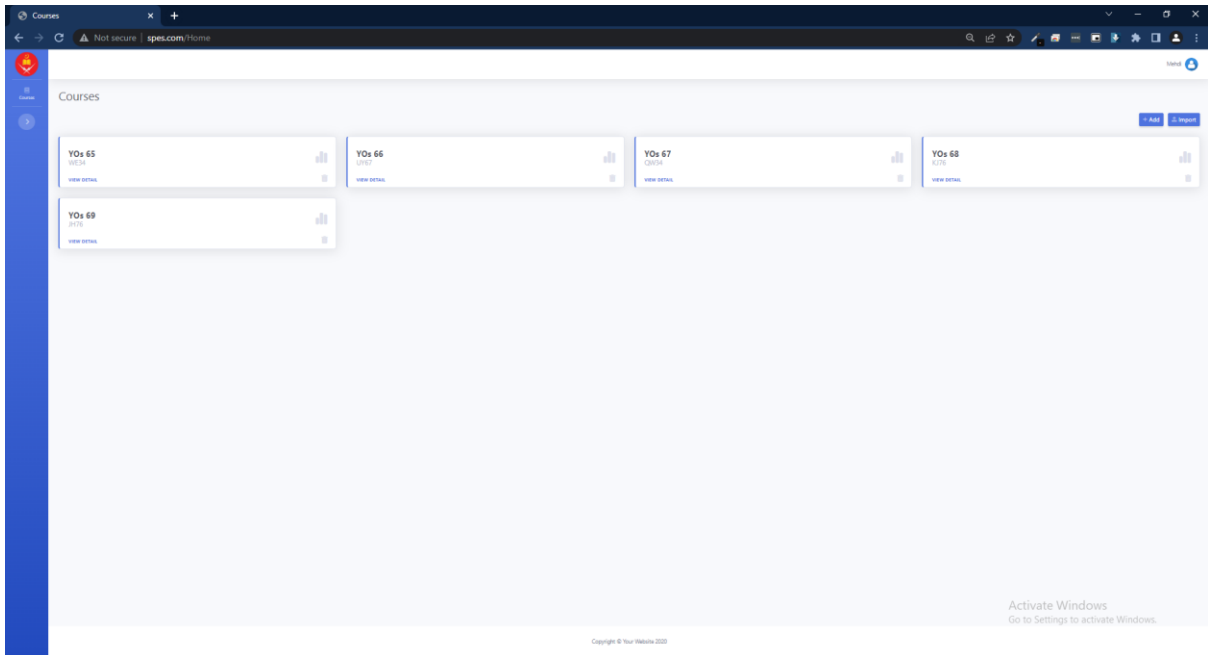 Courses
Not secure | spes.com/Home
Mehdi
Courses
Courses
+ Add
Import
YOs 65
WE34
VIEW DETAIL
YOs 66
UY67
VIEW DETAIL
YOs 67
QW34
VIEW DETAIL
YOs 68
KJ76
VIEW DETAIL
YOs 69
JH76
VIEW DETAIL
Activate Windows
Go to Settings to activate Windows.
Copyright © Your Website 2020